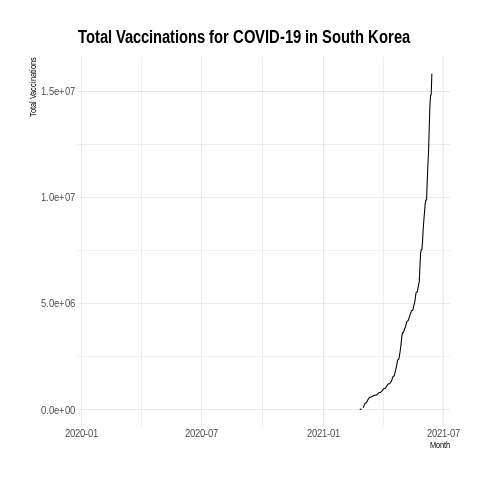 Total Vaccinations for COVID-19 in South Korea
Total Vaccinations
1.5e+07
1.0e+07
5.0e+06
0.0e+00
2020-01 2020-07 2021-01 2021-07
Month